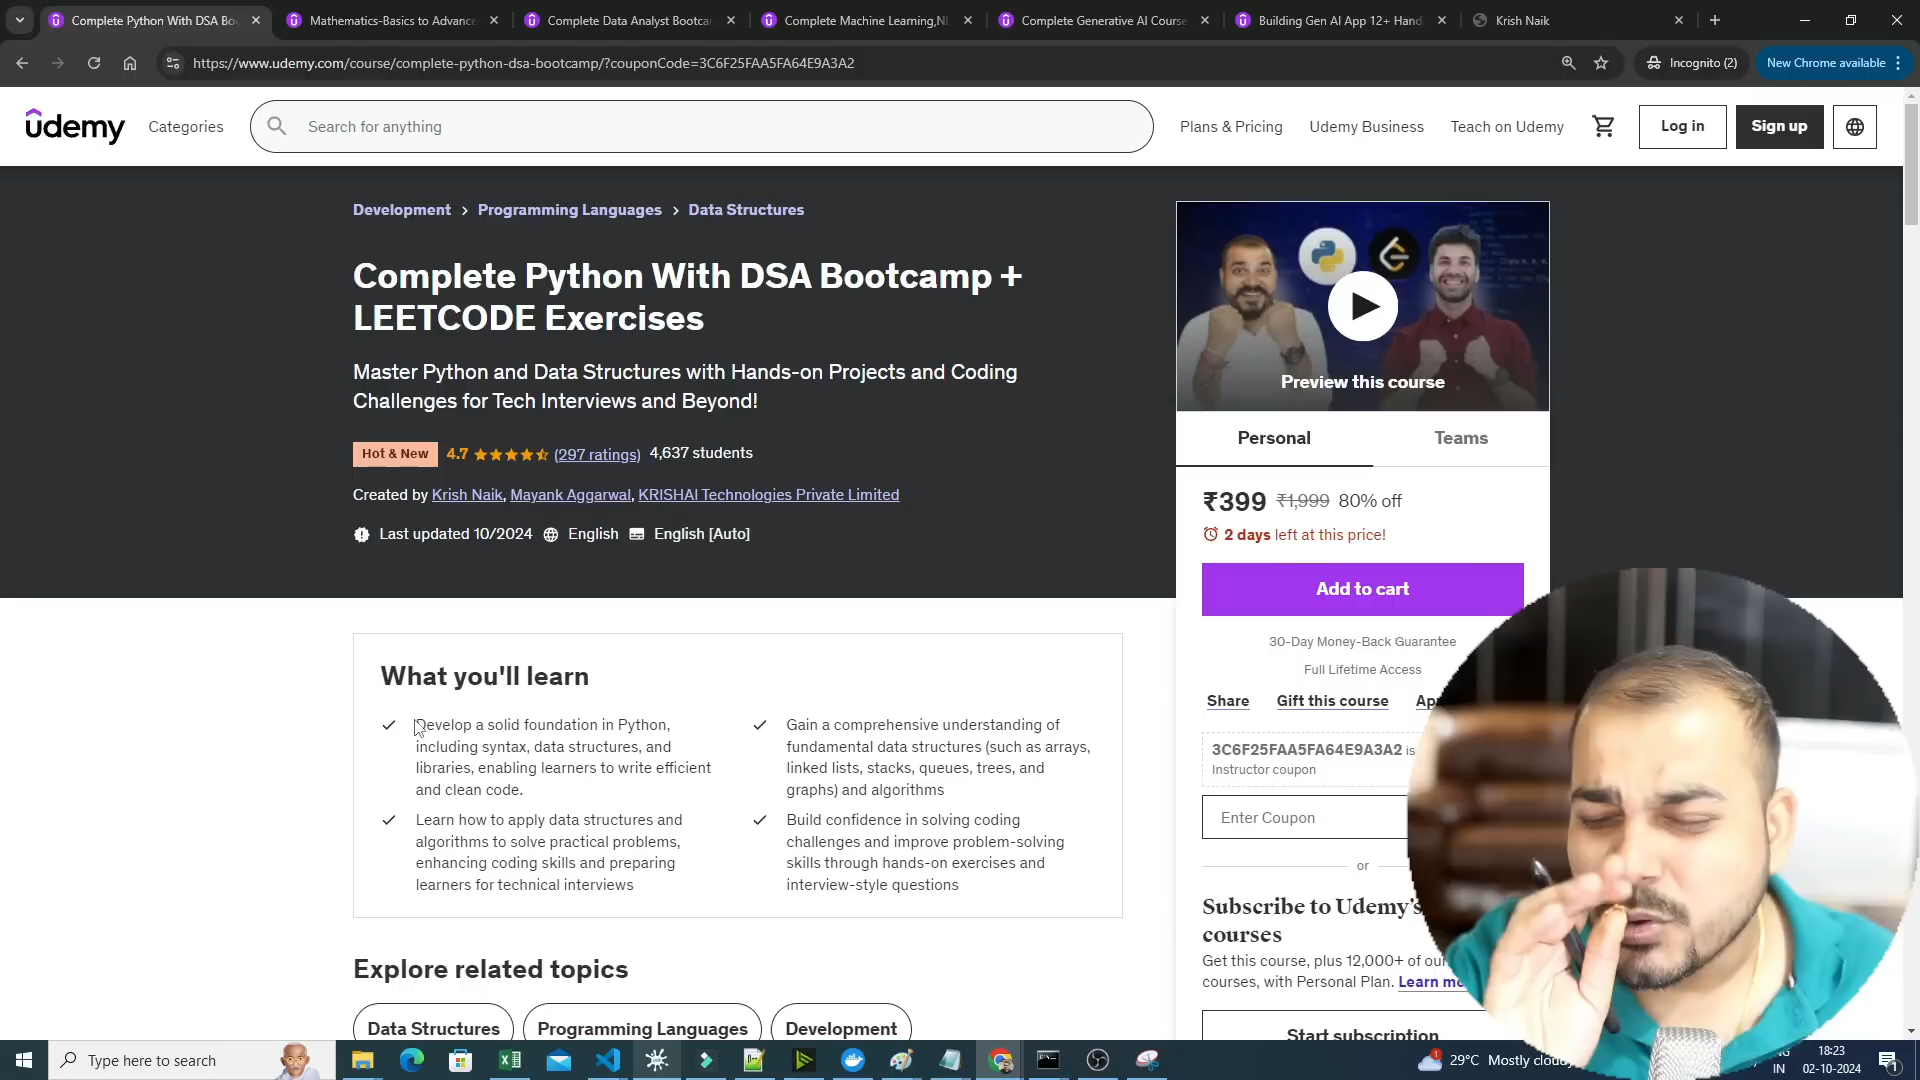 Complete Python With DSA Bo
Mathematics-Basics to Advance
Complete Data Analyst Bootca
Complete Machine Learning,NL
Complete Generative AI Course
Building Gen AI App 12+ Hand
Krish Naik
https://www.udemy.com/course/complete-python-dsa-bootcamp/?couponCode=3C6F25FAA5FA64E9A3A2
Incognito (2)
New Chrome available
udemy
Categories
Search for anything
Plans & Pricing
Udemy Business
Teach on Udemy
Log in
Sign up
Development > Programming Languages > Data Structures
Complete Python With DSA Bootcamp +
LEETCODE Exercises
Master Python and Data Structures with Hands-on Projects and Coding
Challenges for Tech Interviews and Beyond!
Hot & New 4.7 (297 ratings) 4,637 students
Created by Krish Naik, Mayank Aggarwal, KRISHAI Technologies Private Limited
Last updated 10/2024 English English [Auto]
Preview this course
Personal
Teams
₹399 ₹1,999 80% off
2 days left at this price!
Add to cart
30-Day Money-Back Guarantee
Full Lifetime Access
Share
Gift this course
3C6F25FAA5FA64E9A3A2 is
Instructor coupon
Enter Coupon
or
Subscribe to Udemy's
courses
Get this course, plus 12,000+ of our
courses, with Personal Plan. Learn mo
Start subscription
What you'll learn
Develop a solid foundation in Python,
including syntax, data structures, and
libraries, enabling learners to write efficient
and clean code.
Gain a comprehensive understanding of
fundamental data structures (such as arrays,
linked lists, stacks, queues, trees, and
graphs) and algorithms
Learn how to apply data structures and
algorithms to solve practical problems,
enhancing coding skills and preparing
learners for technical interviews
Build confidence in solving coding
challenges and improve problem-solving
skills through hands-on exercises and
interview-style questions
Explore related topics
Data Structures
Programming Languages
Development
Type here to search
1
29°C Mostly cloudy
IN
18:23
02-10-2024
1